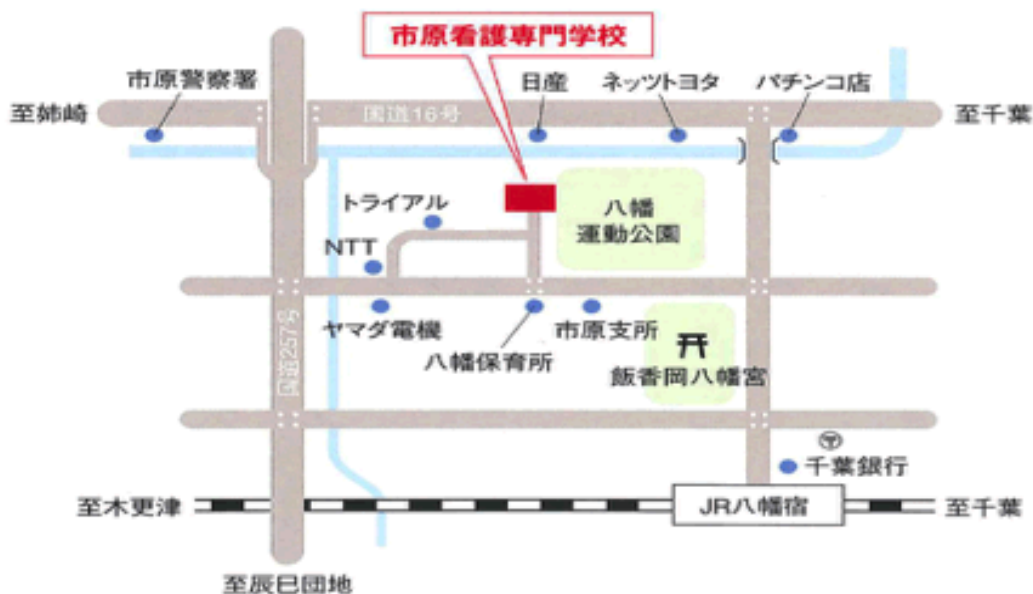 市原看護専門学校
市原警察署
日産
ネッツトヨタ
パチンコ店
至姉崎
国道16号
至千葉
トライアル
八幡
運動公園
NTT
ヤマダ電機
八幡保育所
市原支所
国道257号
飯香岡八幡宮
〒
千葉銀行
至木更津
JR八幡宿
至千葉
至辰巳団地